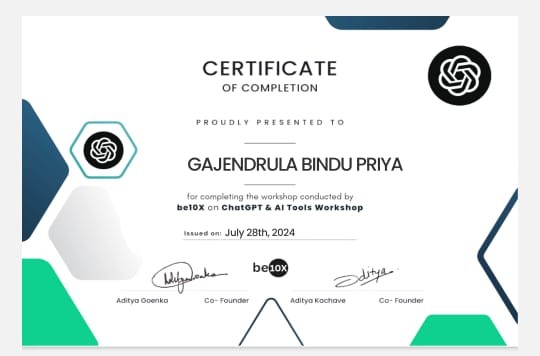 CERTIFICATE
OF COMPLETION
PROUDLY PRESENTED TO
GAJENDRULA BINDU PRIYA
for completing the workshop conducted by
be10X on ChatGPT & AI Tools Workshop
Issued on: July 28th, 2024
be10X
Aditya Goenka Co- Founder Aditya Kachave Co- Founder